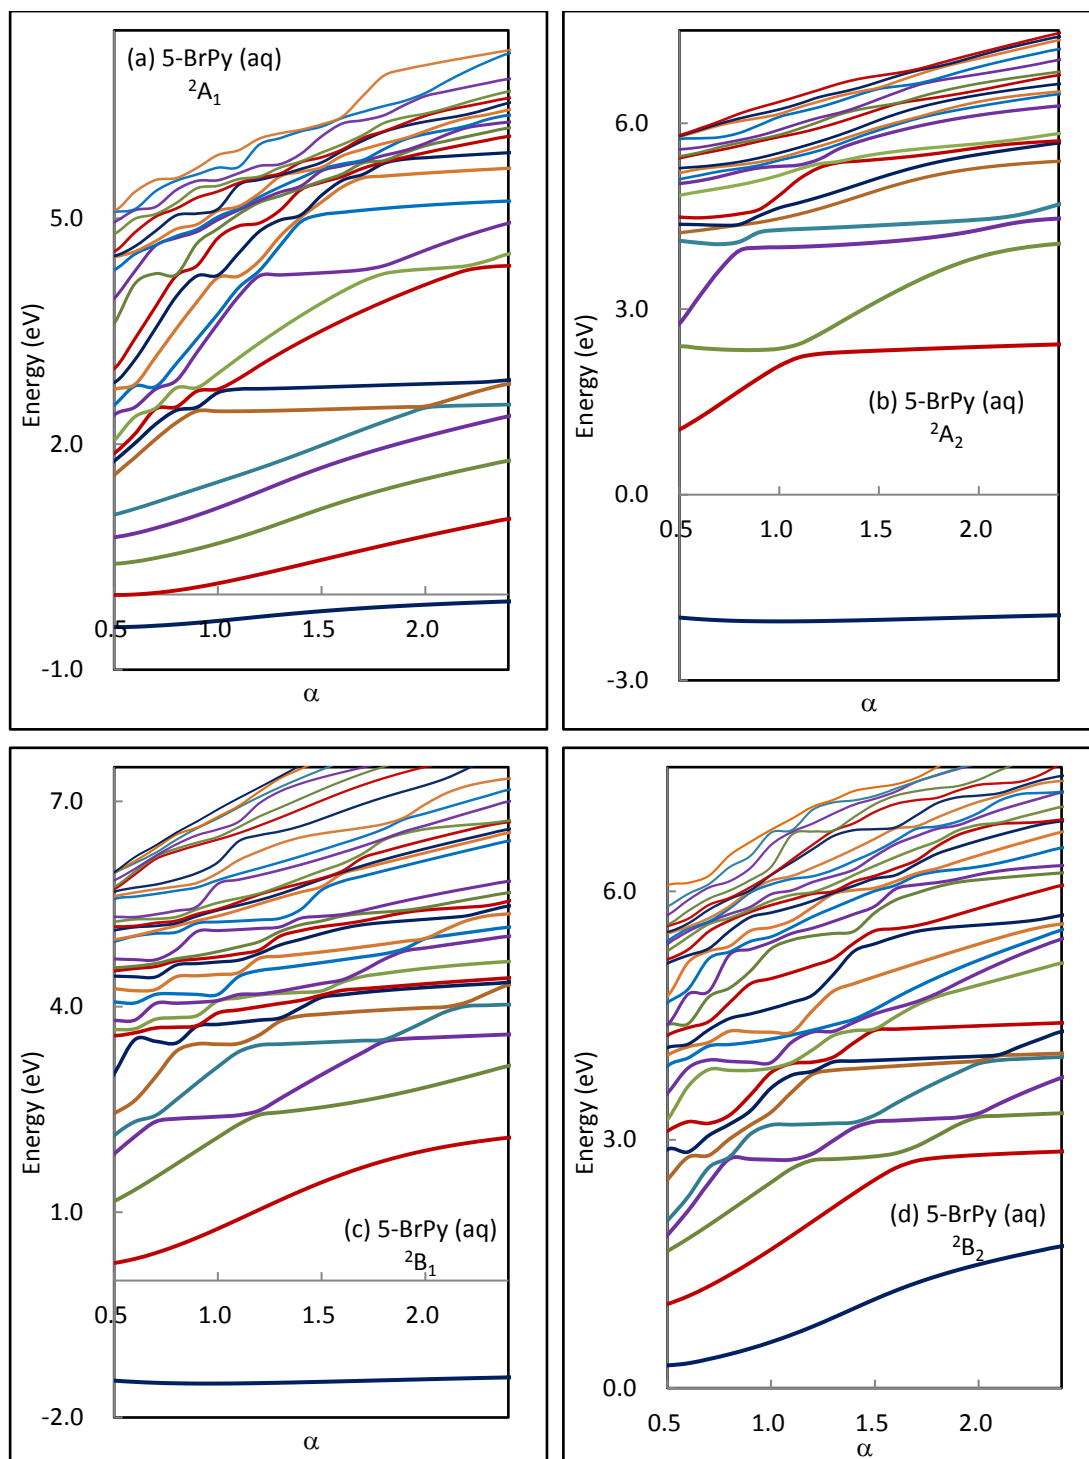 (a) 5-BrPy (aq)
²A₁
5.0
2.0
-1.0
0.5
1.0
1.5
2.0
Energy (eV)
α
6.0
3.0
0.0
-3.0
0.5
1.0
1.5
2.0
Energy (eV)
(b) 5-BrPy (aq)
²A₂
α
7.0
4.0
1.0
-2.0
0.5
1.0
1.5
2.0
Energy (eV)
(c) 5-BrPy (aq)
²B₁
α
6.0
3.0
0.0
0.5
1.0
1.5
2.0
Energy (eV)
(d) 5-BrPy (aq)
²B₂
α